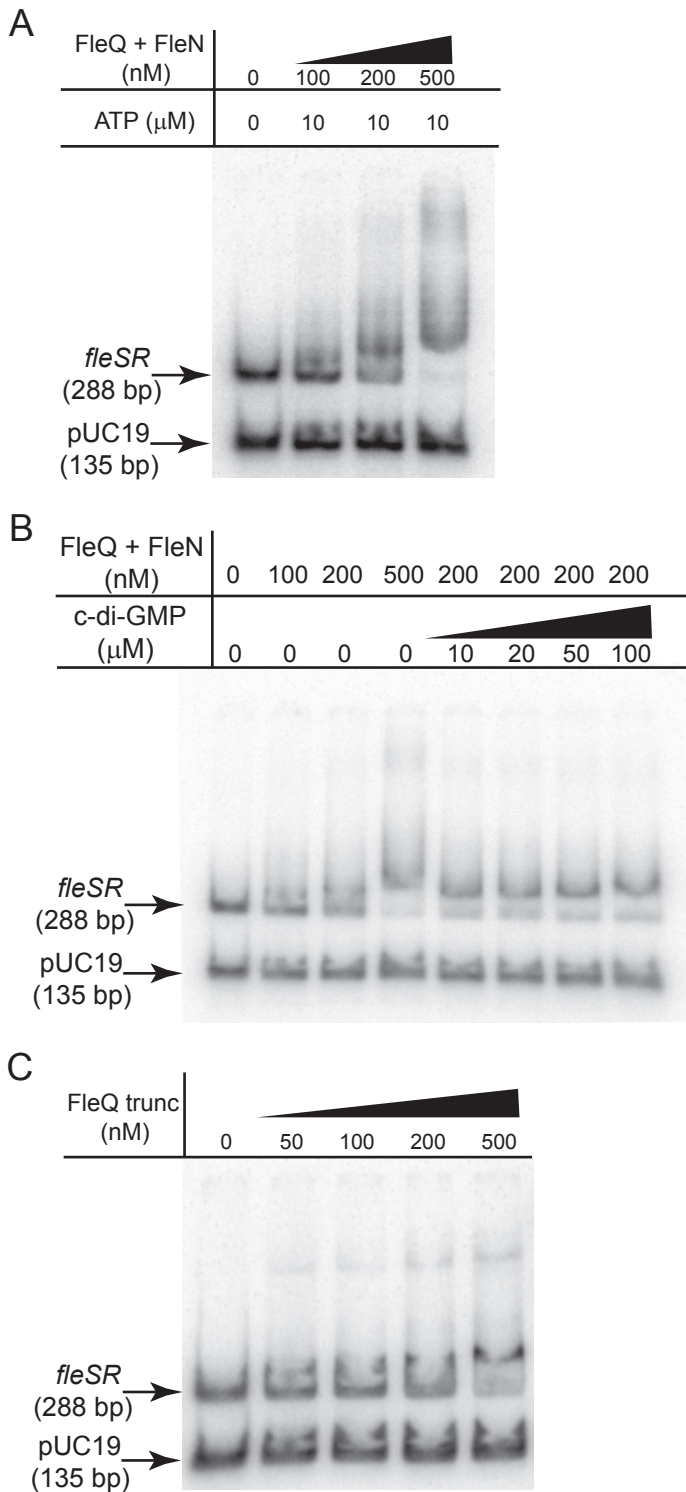 A
FleQ + FleN
(nM)
0 100 200 500
ATP (μM) 0 10 10 10
fleSR
(288 bp)
pUC19
(135 bp)
B
FleQ + FleN
(nM)
0 100 200 500 200 200 200 200
c-di-GMP
(μM)
0 0 0 0 10 20 50 100
fleSR
(288 bp)
pUC19
(135 bp)
C
FleQ trunc
(nM)
0 50 100 200 500
fleSR
(288 bp)
pUC19
(135 bp)